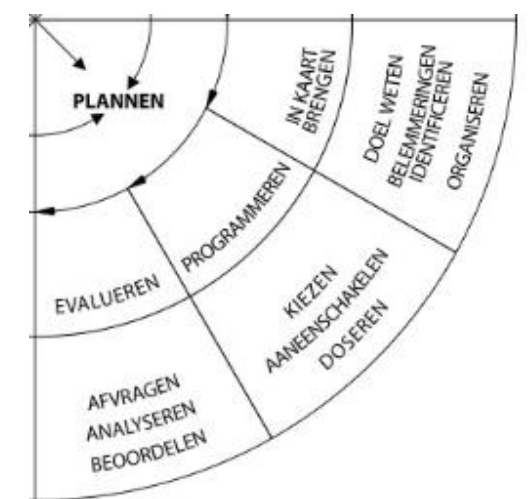 PLANNEN
IN KAART
BRENGEN
DOEL WETEN
BELEMMERINGEN
IDENTIFICEREN
ORGANISEREN
PROGRAMMEREN
KIEZEN
AANEENSCHAKELEN
DOSEREN
EVALUEREN
AFVRAGEN
ANALYSEREN
BEOORDELEN